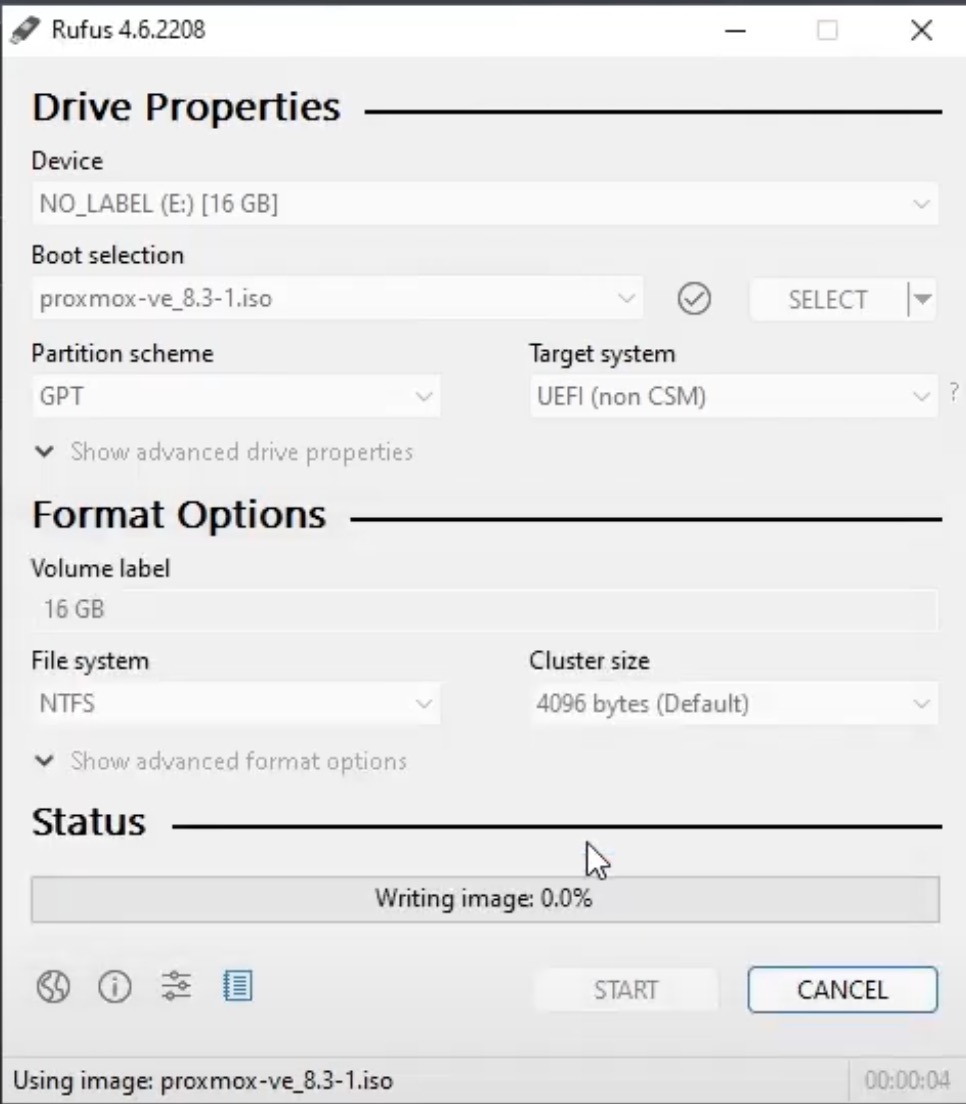 Rufus 4.6.2208
Drive Properties
Device
NO_LABEL (E:) [16 GB]
Boot selection
proxmox-ve_8.3-1.iso
SELECT
Partition scheme
Target system
GPT
UEFI (non CSM)
?
Show advanced drive properties
Format Options
Volume label
16 GB
File system
Cluster size
NTFS
4096 bytes (Default)
Show advanced format options
Status
Writing image: 0.0%
START
CANCEL
Using image: proxmox-ve_8.3-1.iso
00:00:04